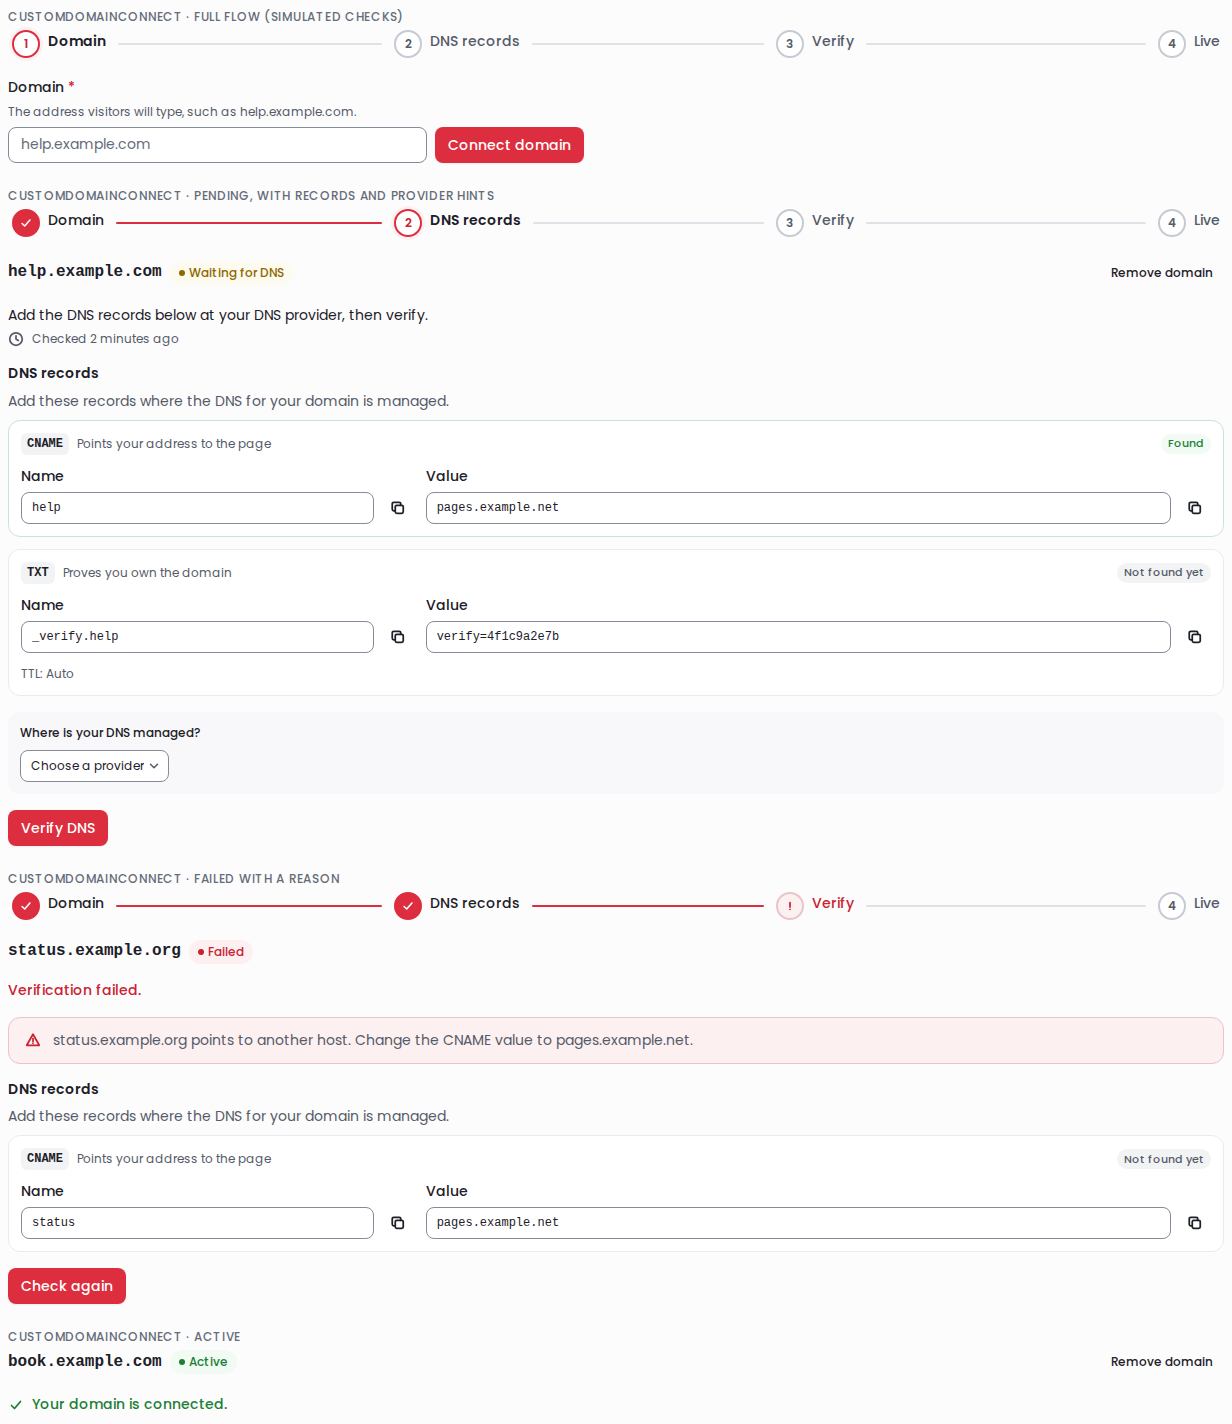 CUSTOMDOMAINCONNECT · FULL FLOW (SIMULATED CHECKS)
1 Domain 2 DNS records 3 Verify 4 Live
Domain *
The address visitors will type, such as help.example.com.
help.example.com Connect domain
CUSTOMDOMAINCONNECT · PENDING, WITH RECORDS AND PROVIDER HINTS
Domain 2 DNS records 3 Verify 4 Live
help.example.com Waiting for DNS Remove domain
Add the DNS records below at your DNS provider, then verify.
Checked 2 minutes ago
DNS records
Add these records where the DNS for your domain is managed.
CNAME Points your address to the page Found
Name Value
help pages.example.net
TXT Proves you own the domain Not found yet
Name Value
_verify.help verify=4f1c9a2e7b
TTL: Auto
Where is your DNS managed?
Choose a provider
Verify DNS
CUSTOMDOMAINCONNECT · FAILED WITH A REASON
Domain DNS records ! Verify 4 Live
status.example.org Failed
Verification failed.
status.example.org points to another host. Change the CNAME value to pages.example.net.
DNS records
Add these records where the DNS for your domain is managed.
CNAME Points your address to the page Not found yet
Name Value
status pages.example.net
Check again
CUSTOMDOMAINCONNECT · ACTIVE
book.example.com Active Remove domain
Your domain is connected.